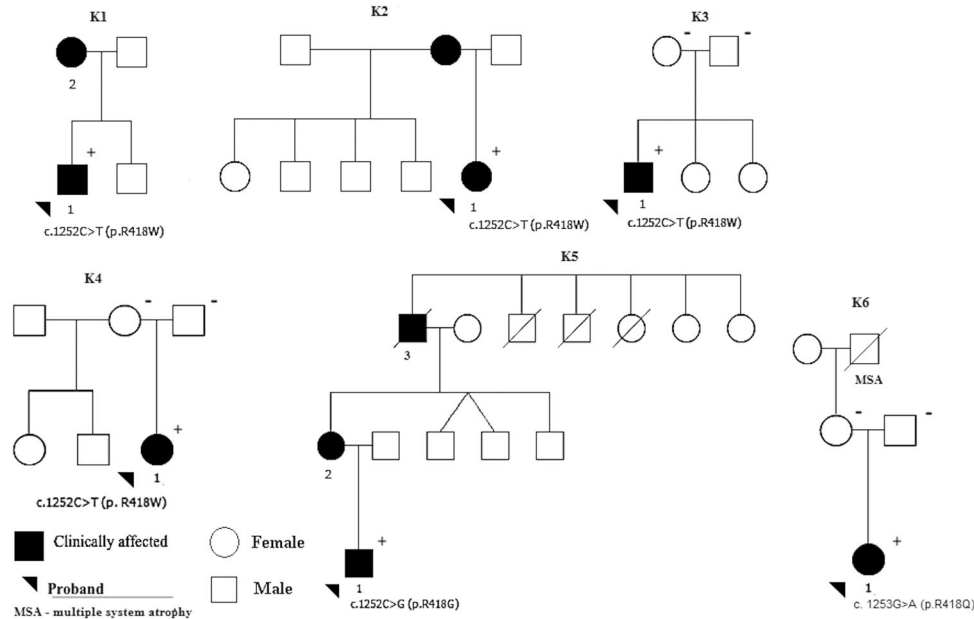 K1
K2
K3
- -
2
+ + +
1 1 1
c.1252C>T (p.R418W) c.1252C>T (p.R418W) c.1252C>T (p.R418W)
K5
K4
K6
- -
3
MSA
- -
+
2
1
c.1252C>T (p. R418W)
Clinically affected Female
+ +
Proband Male
1 1
c.1252C>G (p.R418G) c. 1253G>A (p.R418Q)
MSA - multiple system atrophy